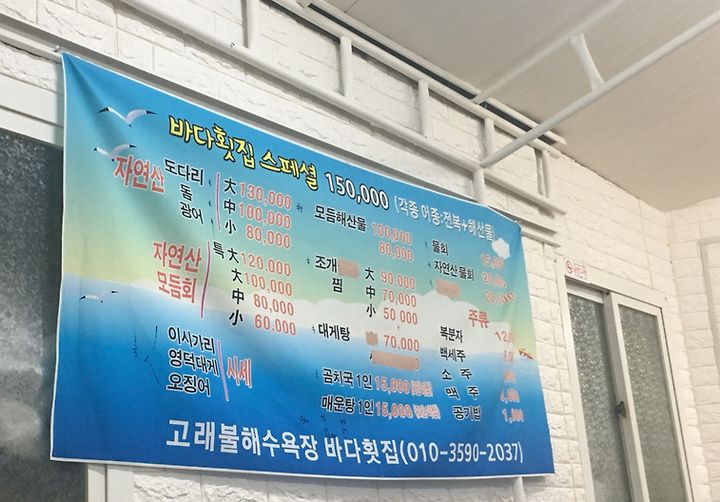 바다횟집 스페셜 150,000 (각종 어종·전복+해산물)
자연산 도다리 돔 광어
大 130,000
中 100,000
小 80,000
모듬해산물 100,000
80,000
물회
자연산물회
자연산 모듬회
특 大 120,000
大 100,000
中 80,000
小 60,000
조개 찜
大 90,000
中 70,000
小 50,000
대게탕 70,000
小
주류
복분자
백세주
소주
맥주
공기밥 1,000
이시가리
영덕대게
오징어
시세
곰치국 1인 15,000
매운탕 1인 15,000
고래불해수욕장 바다횟집(010-3590-2037)